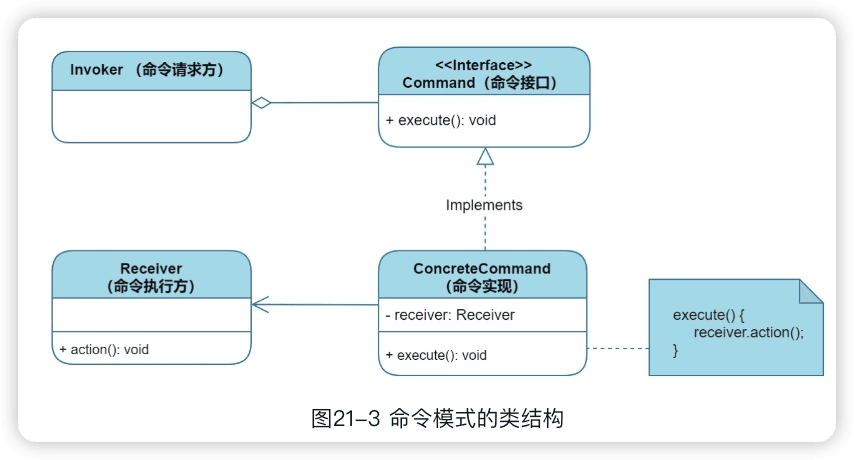 Invoker （命令请求方）
<<Interface>>
Command（命令接口）
+ execute(): void
Implements
Receiver
（命令执行方）
+ action(): void
ConcreteCommand
（命令实现）
- receiver: Receiver
+ execute(): void
execute() {
receiver.action();
}
图21-3 命令模式的类结构